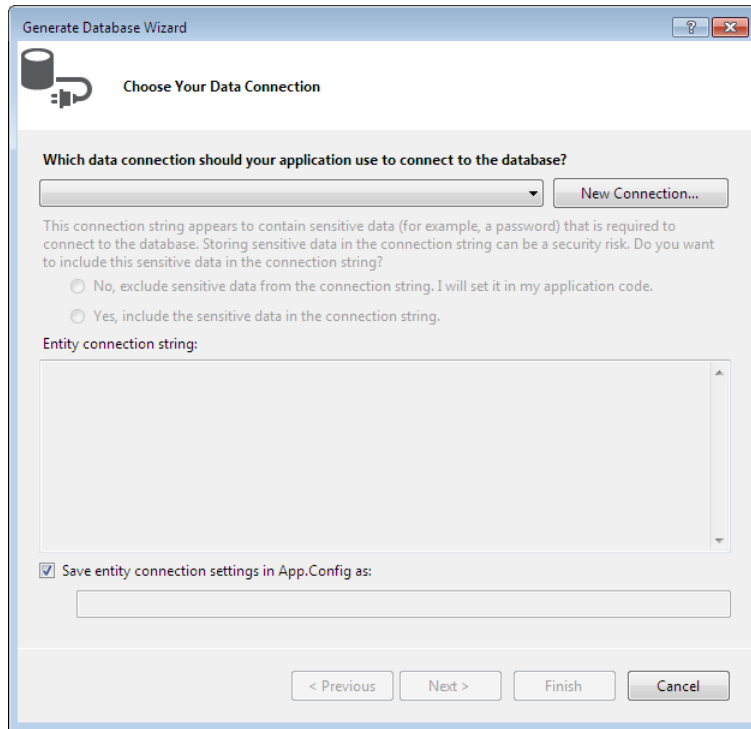 Generate Database Wizard
?
Choose Your Data Connection
Which data connection should your application use to connect to the database?
New Connection...
This connection string appears to contain sensitive data (for example, a password) that is required to
connect to the database. Storing sensitive data in the connection string can be a security risk. Do you want
to include this sensitive data in the connection string?
No, exclude sensitive data from the connection string. I will set it in my application code.
Yes, include the sensitive data in the connection string.
Entity connection string:
Save entity connection settings in App.Config as:
< Previous
Next >
Finish
Cancel